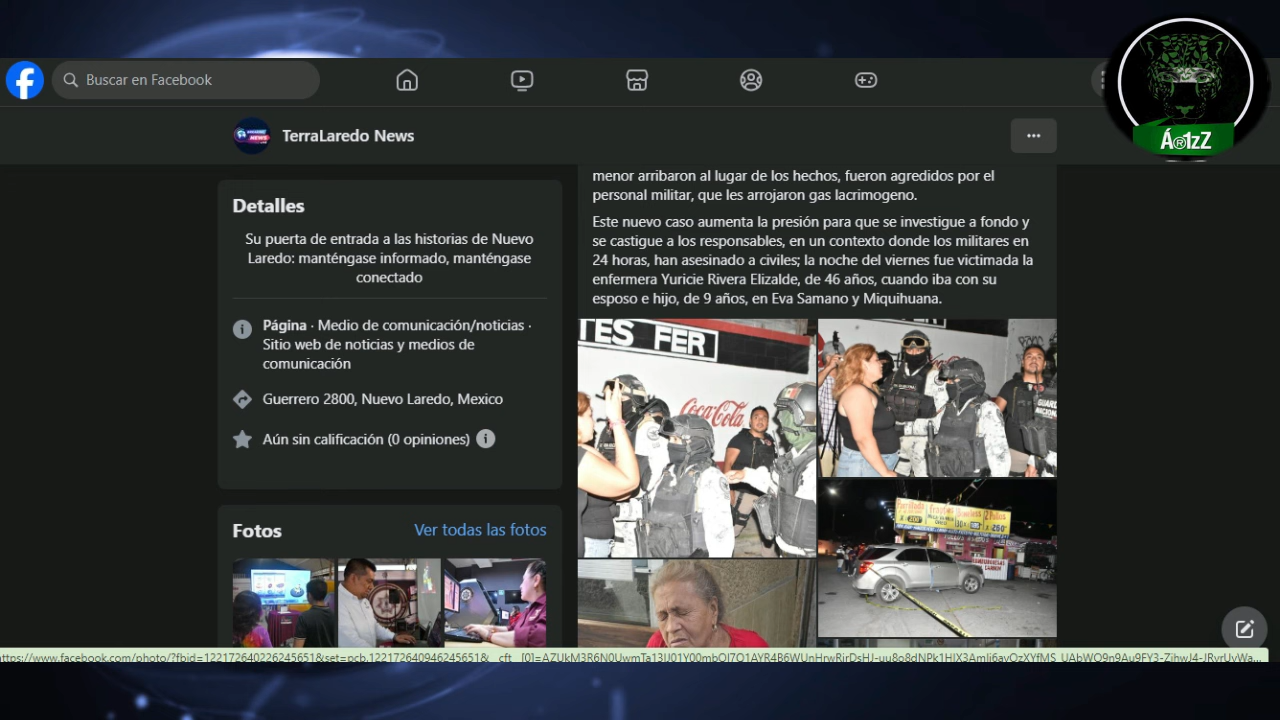 Buscar en Facebook
Á®1zZ
TerraLaredo News
Detalles
Su puerta de entrada a las historias de Nuevo
Laredo: manténgase informado, manténgase
conectado
Página · Medio de comunicación/noticias ·
Sitio web de noticias y medios de
comunicación
Guerrero 2800, Nuevo Laredo, Mexico
Aún sin calificación (0 opiniones)
Fotos
Ver todas las fotos
menor arribaron al lugar de los hechos, fueron agredidos por el
personal militar, que les arrojaron gas lacrimogeno.
Este nuevo caso aumenta la presión para que se investigue a fondo y
se castigue a los responsables, en un contexto donde los militares en
24 horas, han asesinado a civiles; la noche del viernes fue victimada la
enfermera Yuricie Rivera Elizalde, de 46 años, cuando iba con su
esposo e hijo, de 9 años, en Eva Samano y Miquihuana.
TES FER
Coca-Cola
GUARDIA
NACIONAL